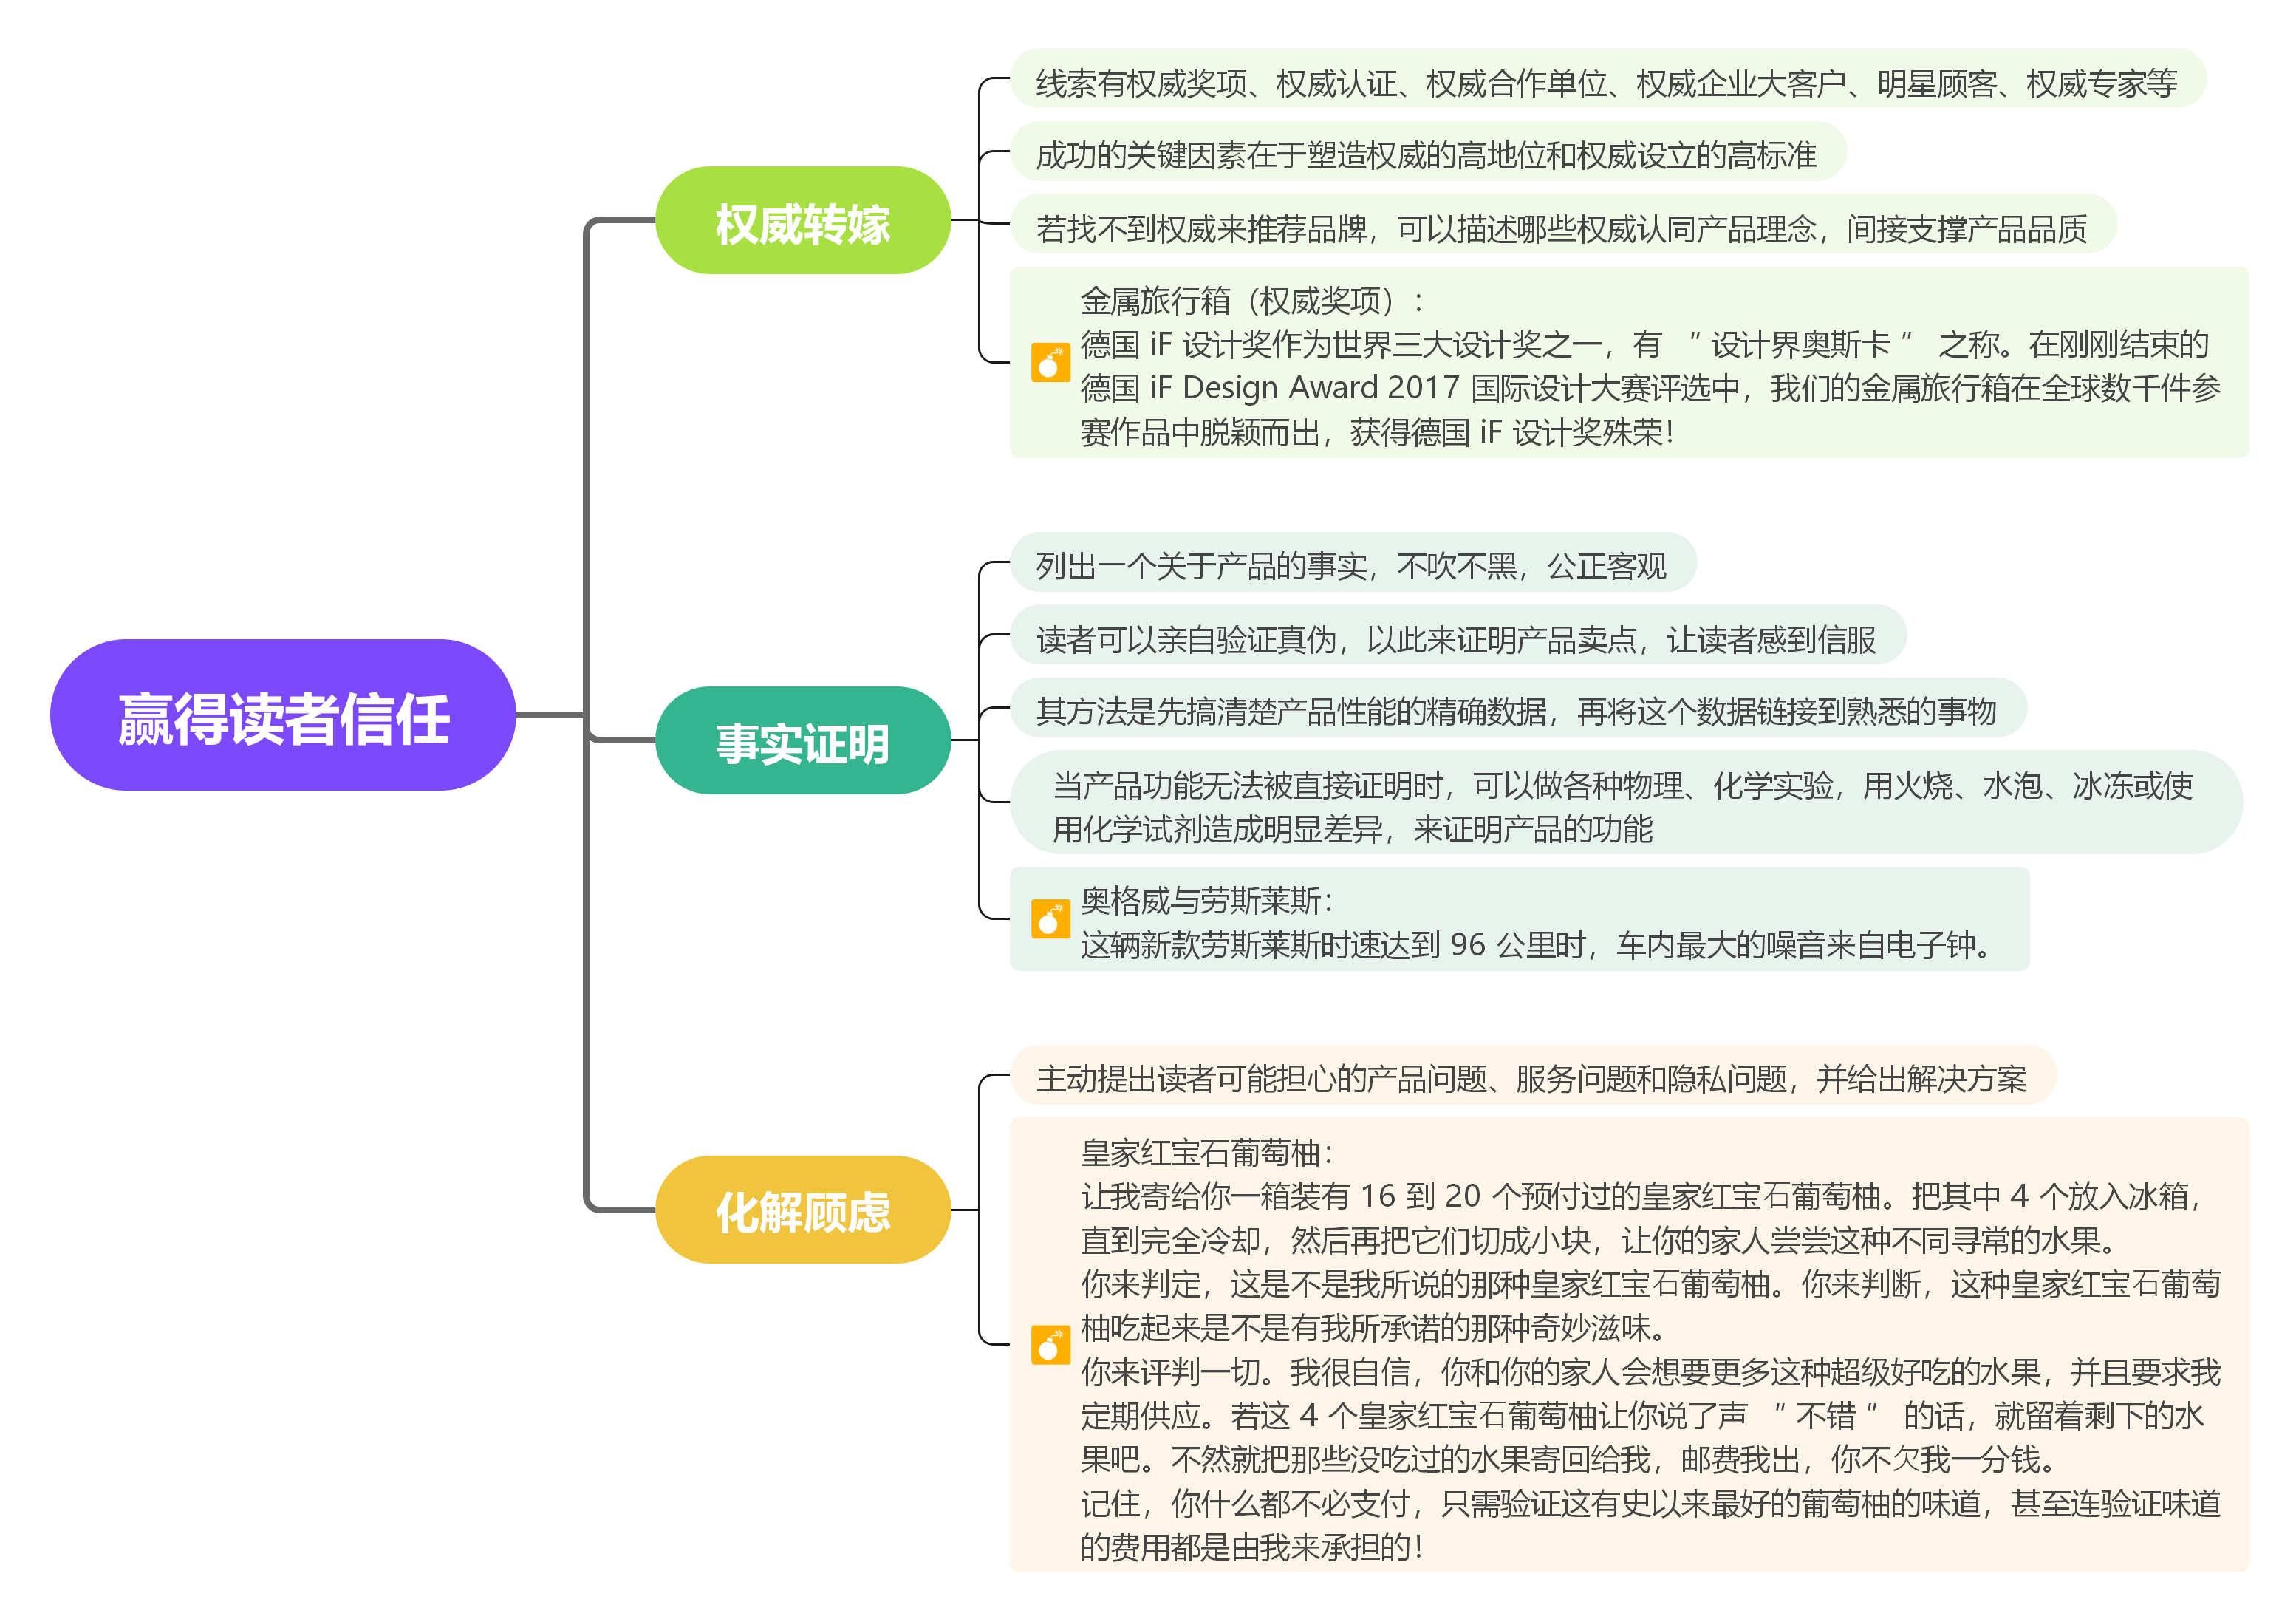 赢得读者信任
权威转嫁
线索有权威奖项、权威认证、权威合作单位、权威企业大客户、明星顾客、权威专家等
成功的关键因素在于塑造权威的高地位和权威设立的高标准
若找不到权威来推荐品牌，可以描述哪些权威认同产品理念，间接支撑产品品质
金属旅行箱（权威奖项）：
德国 iF 设计奖作为世界三大设计奖之一，有 ＂设计界奥斯卡＂ 之称。在刚刚结束的
德国 iF Design Award 2017 国际设计大赛评选中，我们的金属旅行箱在全球数千件参
赛作品中脱颖而出，获得德国 iF 设计奖殊荣！
事实证明
列出一个关于产品的事实，不吹不黑，公正客观
读者可以亲自验证真伪，以此来证明产品卖点，让读者感到信服
其方法是先搞清楚产品性能的精确数据，再将这个数据链接到熟悉的事物
当产品功能无法被直接证明时，可以做各种物理、化学实验，用火烧、水泡、冰冻或使
用化学试剂造成明显差异，来证明产品的功能
奥格威与劳斯莱斯：
这辆新款劳斯莱斯时速达到 96 公里时，车内最大的噪音来自电子钟。
化解顾虑
主动提出读者可能担心的产品问题、服务问题和隐私问题，并给出解决方案
皇家红宝石葡萄柚：
让我寄给你一箱装有 16 到 20 个预付过的皇家红宝石葡萄柚。把其中 4 个放入冰箱，
直到完全冷却，然后再把它们切成小块，让你的家人尝尝这种不同寻常的水果。
你来判定，这是不是我所说的那种皇家红宝石葡萄柚。你来判断，这种皇家红宝石葡萄
柚吃起来是不是有我所承诺的那种奇妙滋味。
你来评判一切。我很自信，你和你的家人会想要更多这种超级好吃的水果，并且要求我
定期供应。若这 4 个皇家红宝石葡萄柚让你说了声 ＂不错＂ 的话，就留着剩下的水
果吧。不然就把那些没吃过的水果寄回给我，邮费我出，你不欠我一分钱。
记住，你什么都不必支付，只需验证这有史以来最好的葡萄柚的味道，甚至连验证味道
的费用都是由我来承担的！